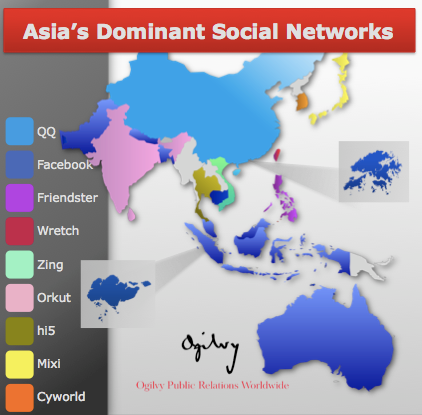 Asia's Dominant Social Networks
QQ
Facebook
Friendster
Wretch
Zing
Orkut
hi5
Mixi
Cyworld
Ogilvy
Ogilvy Public Relations Worldwide